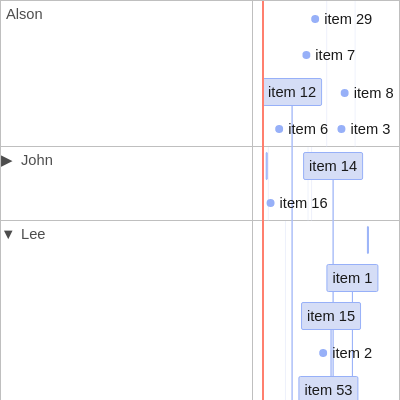 Alson
item 29
item 7
item 12
item 8
item 6
item 3
▶ John
item 14
item 16
▼ Lee
item 1
item 15
item 2
item 53